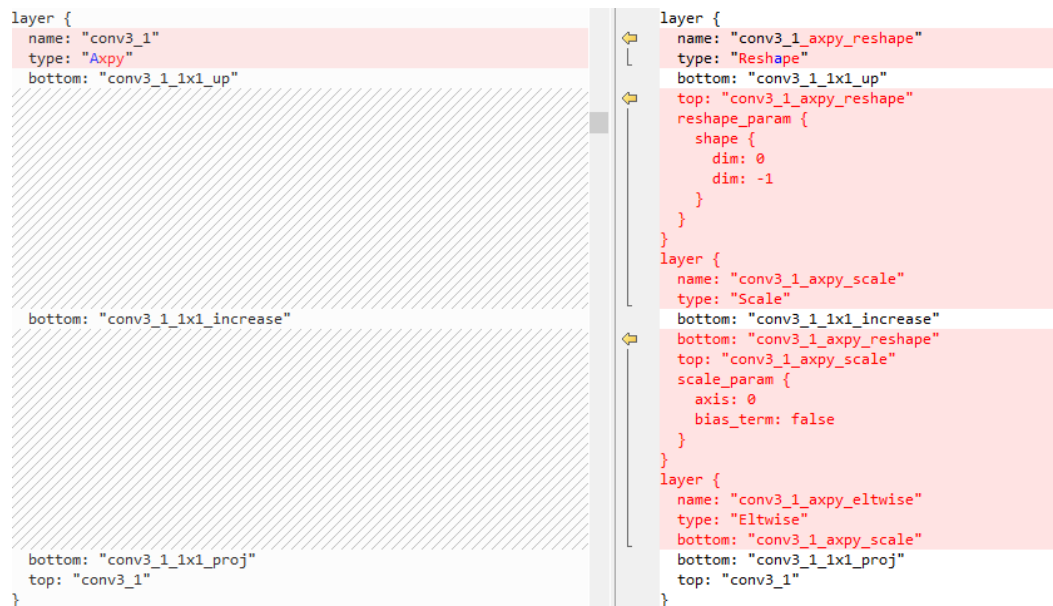 layer {
  name: "conv3_1"
  type: "Axpy"
  bottom: "conv3_1_1x1_up"
  bottom: "conv3_1_1x1_increase"
  bottom: "conv3_1_1x1_proj"
  top: "conv3_1"
}
layer {
  name: "conv3_1_axpy_reshape"
  type: "Reshape"
  bottom: "conv3_1_1x1_up"
  top: "conv3_1_axpy_reshape"
  reshape_param {
    shape {
      dim: 0
      dim: -1
    }
  }
}
layer {
  name: "conv3_1_axpy_scale"
  type: "Scale"
  bottom: "conv3_1_1x1_increase"
  bottom: "conv3_1_axpy_reshape"
  top: "conv3_1_axpy_scale"
  scale_param {
    axis: 0
    bias_term: false
  }
}
layer {
  name: "conv3_1_axpy_eltwise"
  type: "Eltwise"
  bottom: "conv3_1_axpy_scale"
  bottom: "conv3_1_1x1_proj"
  top: "conv3_1"
}